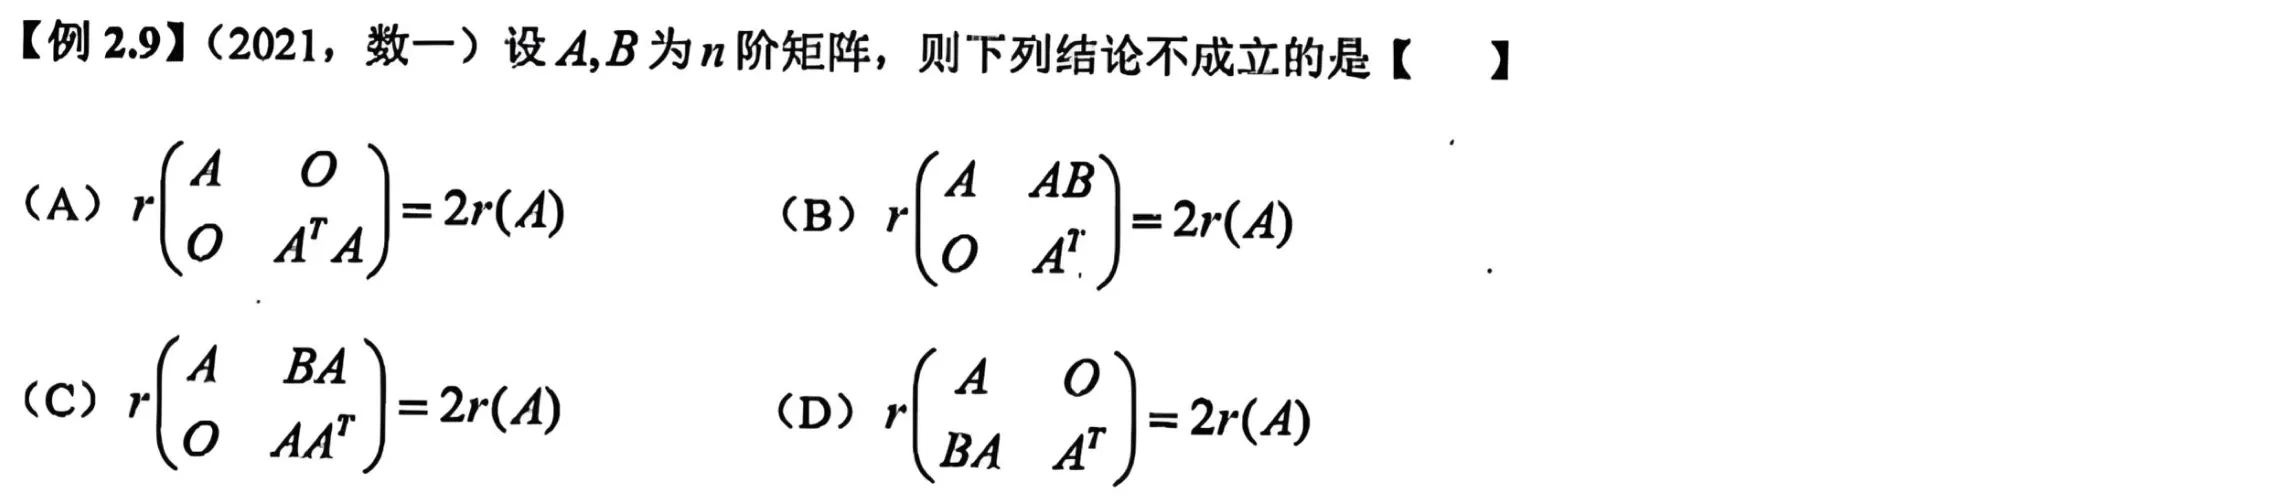 【例 2.9】（2021，数一）设 A,B 为 n 阶矩阵，则下列结论不成立的是【　　】
（A）r\begin{pmatrix} A & O \\ O & A^T A \end{pmatrix} = 2r(A)　（B）r\begin{pmatrix} A & AB \\ O & A^T \end{pmatrix} = 2r(A)
（C）r\begin{pmatrix} A & BA \\ O & AA^T \end{pmatrix} = 2r(A)　（D）r\begin{pmatrix} A & O \\ BA & A^T \end{pmatrix} = 2r(A)